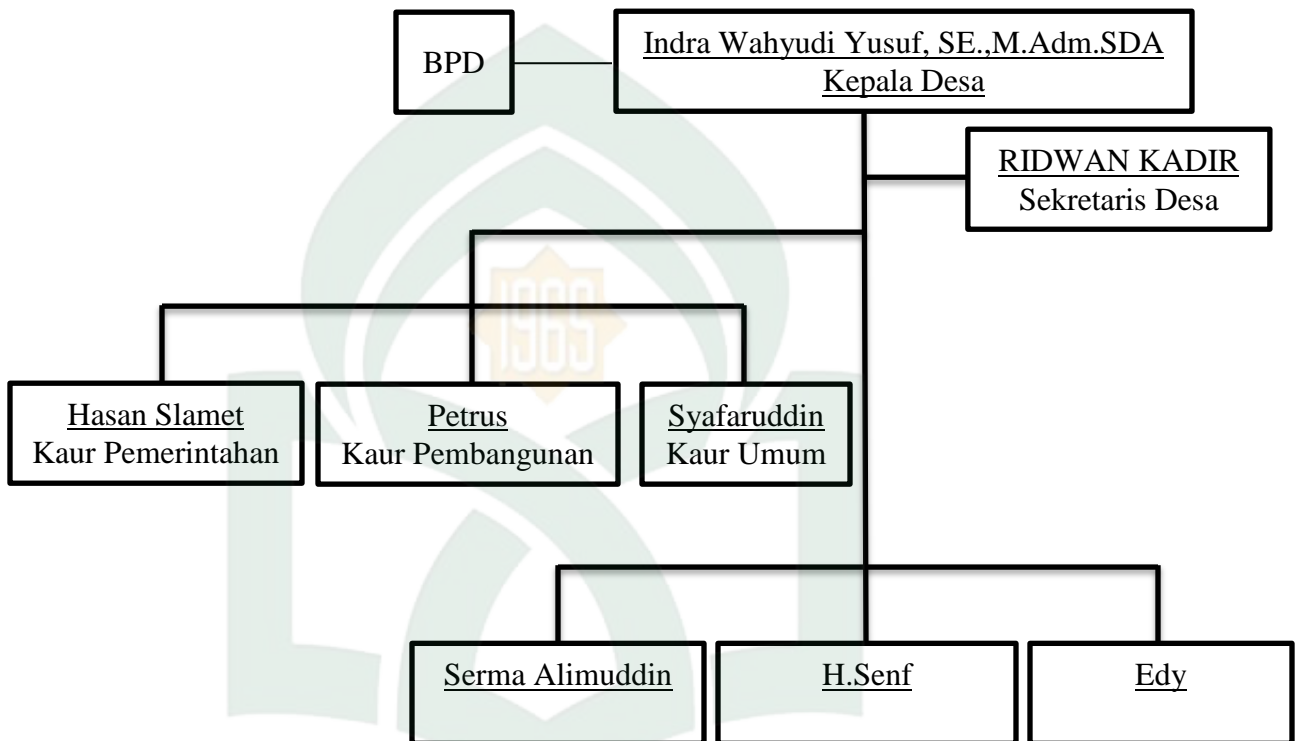 BPD
Indra Wahyudi Yusuf, SE.,M.Adm.SDA
Kepala Desa
RIDWAN KADIR
Sekretaris Desa
1965
Hasan Slamet
Kaur Pemerintahan
Petrus
Kaur Pembangunan
Syafaruddin
Kaur Umum
Serma Alimuddin
H.Senf
Edy